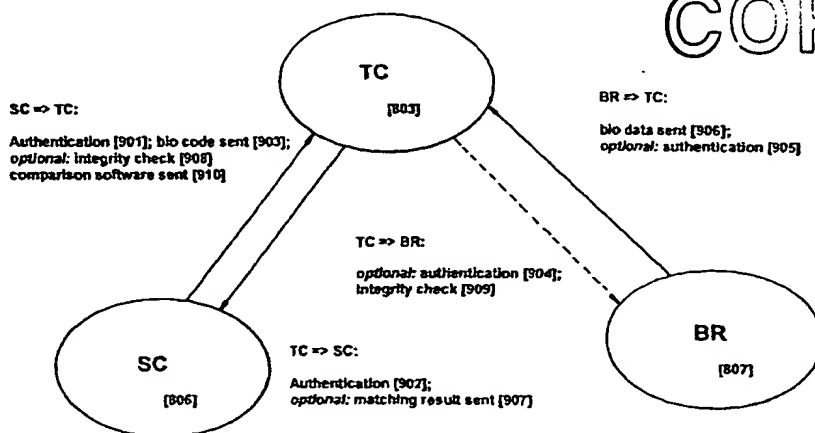 TC
[803]
SC => TC:
Authentication [901]; bio code sent [903];
optional: integrity check [908]
comparison software sent [910]
BR => TC:
bio data sent [906];
optional: authentication [905]
TC => BR:
optional: authentication [904];
integrity check [909]
SC
[806]
TC => SC:
Authentication [902];
optional: matching result sent [907]
BR
[807]